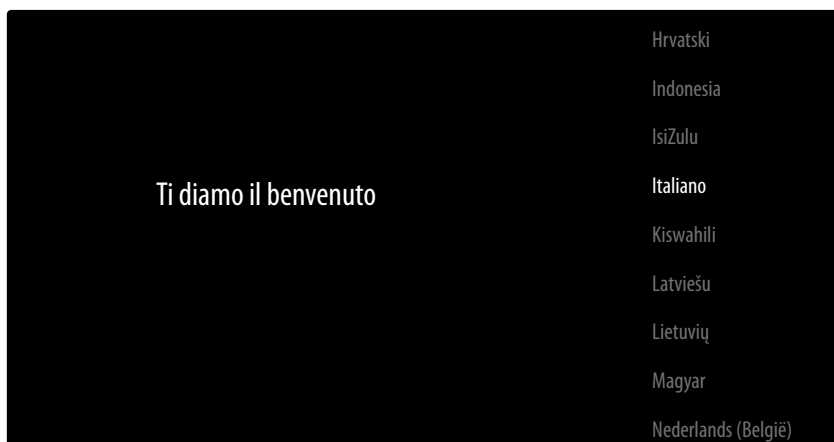 Ti diamo il benvenuto
Hrvatski
Indonesia
IsiZulu
Italiano
Kiswahili
Latviešu
Lietuvių
Magyar
Nederlands (België)